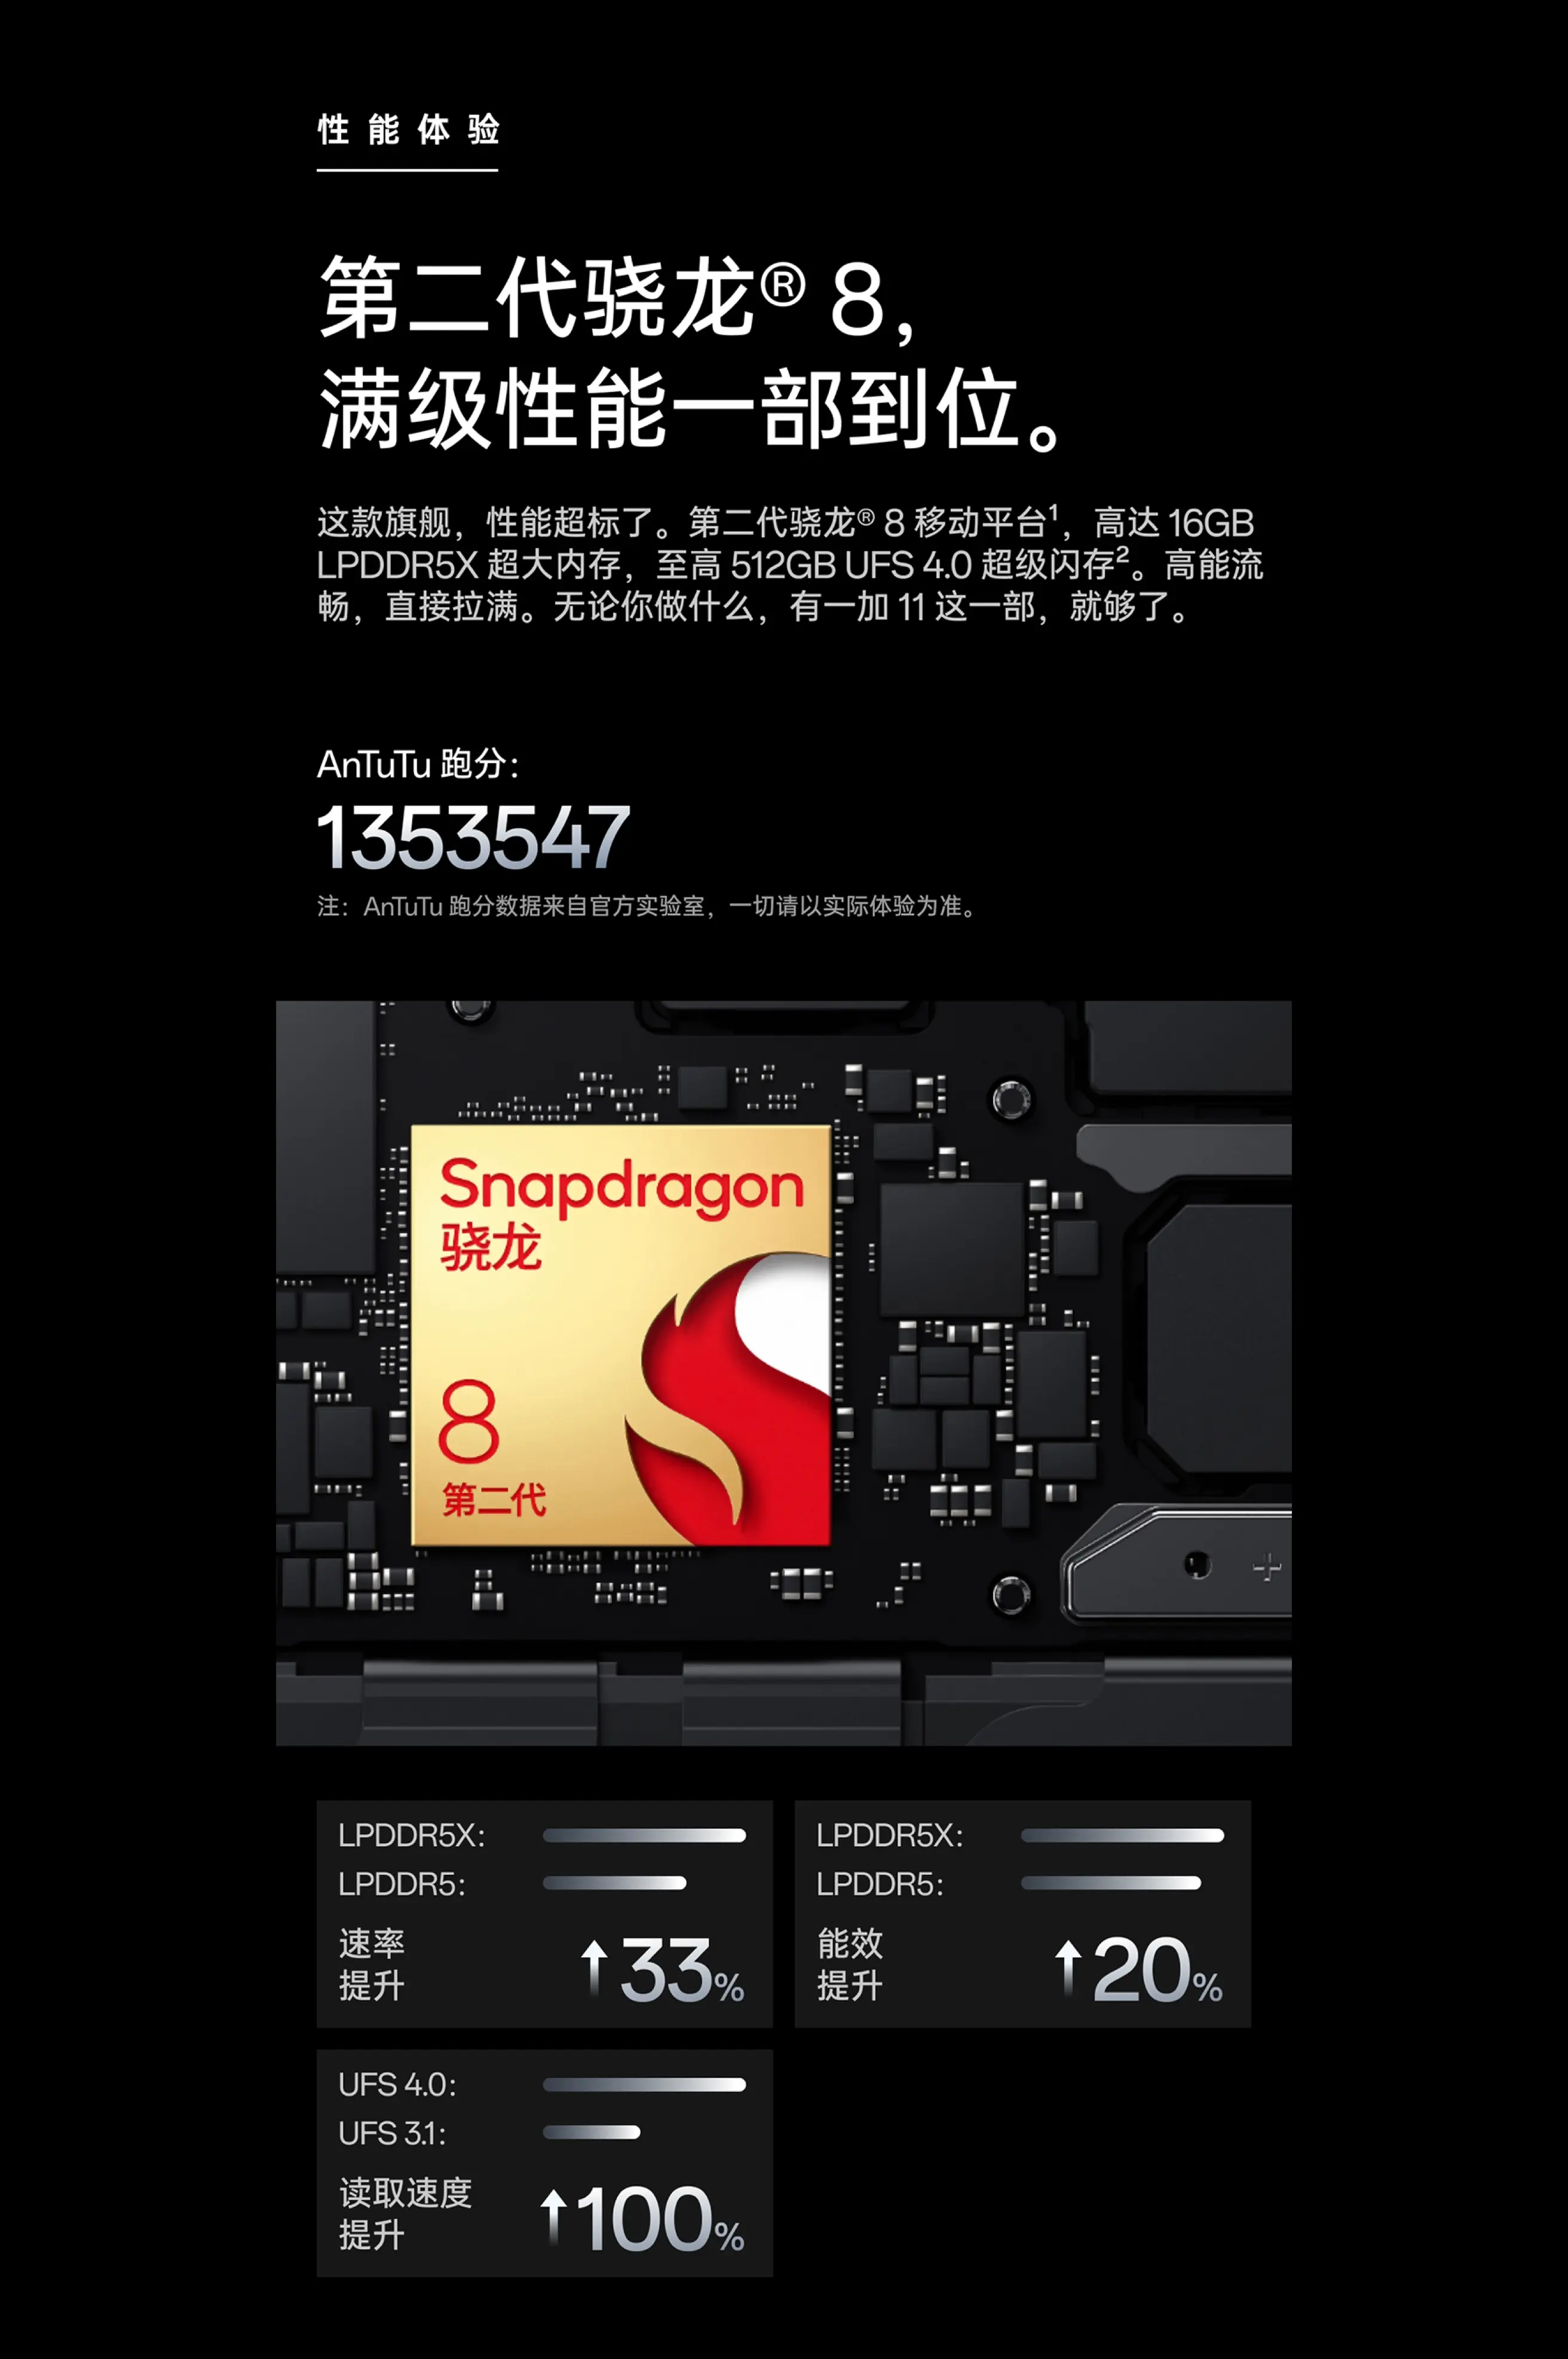 性能体验
第二代骁龙® 8，
满级性能一部到位。
这款旗舰，性能超标了。第二代骁龙® 8 移动平台¹，高达 16GB
LPDDR5X 超大内存，至高 512GB UFS 4.0 超级闪存²。高能流
畅，直接拉满。无论你做什么，有一加 11 这一部，就够了。
AnTuTu 跑分：
1353547
注：AnTuTu 跑分数据来自官方实验室，一切请以实际体验为准。
Snapdragon
骁龙
8
第二代
LPDDR5X：
LPDDR5：
速率
提升
↑33%
LPDDR5X：
LPDDR5：
能效
提升
↑20%
UFS 4.0：
UFS 3.1：
读取速度
提升
↑100%